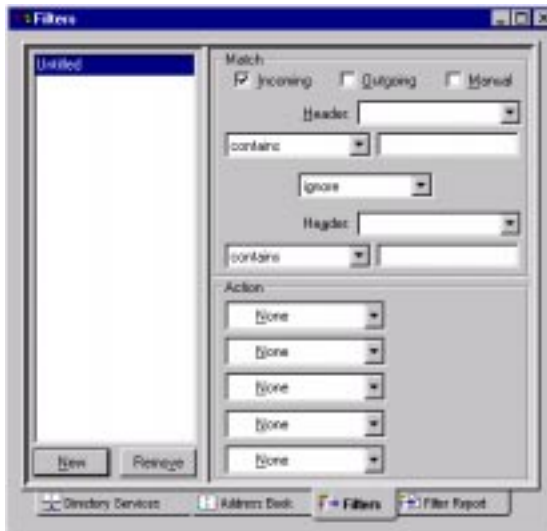 Filters
Untitled
Match
Incoming Outgoing Manual
Header:
contains
ignore
Header:
contains
Action
None
None
None
None
None
New Remove
Directory Services Address Book Filters Filter Report